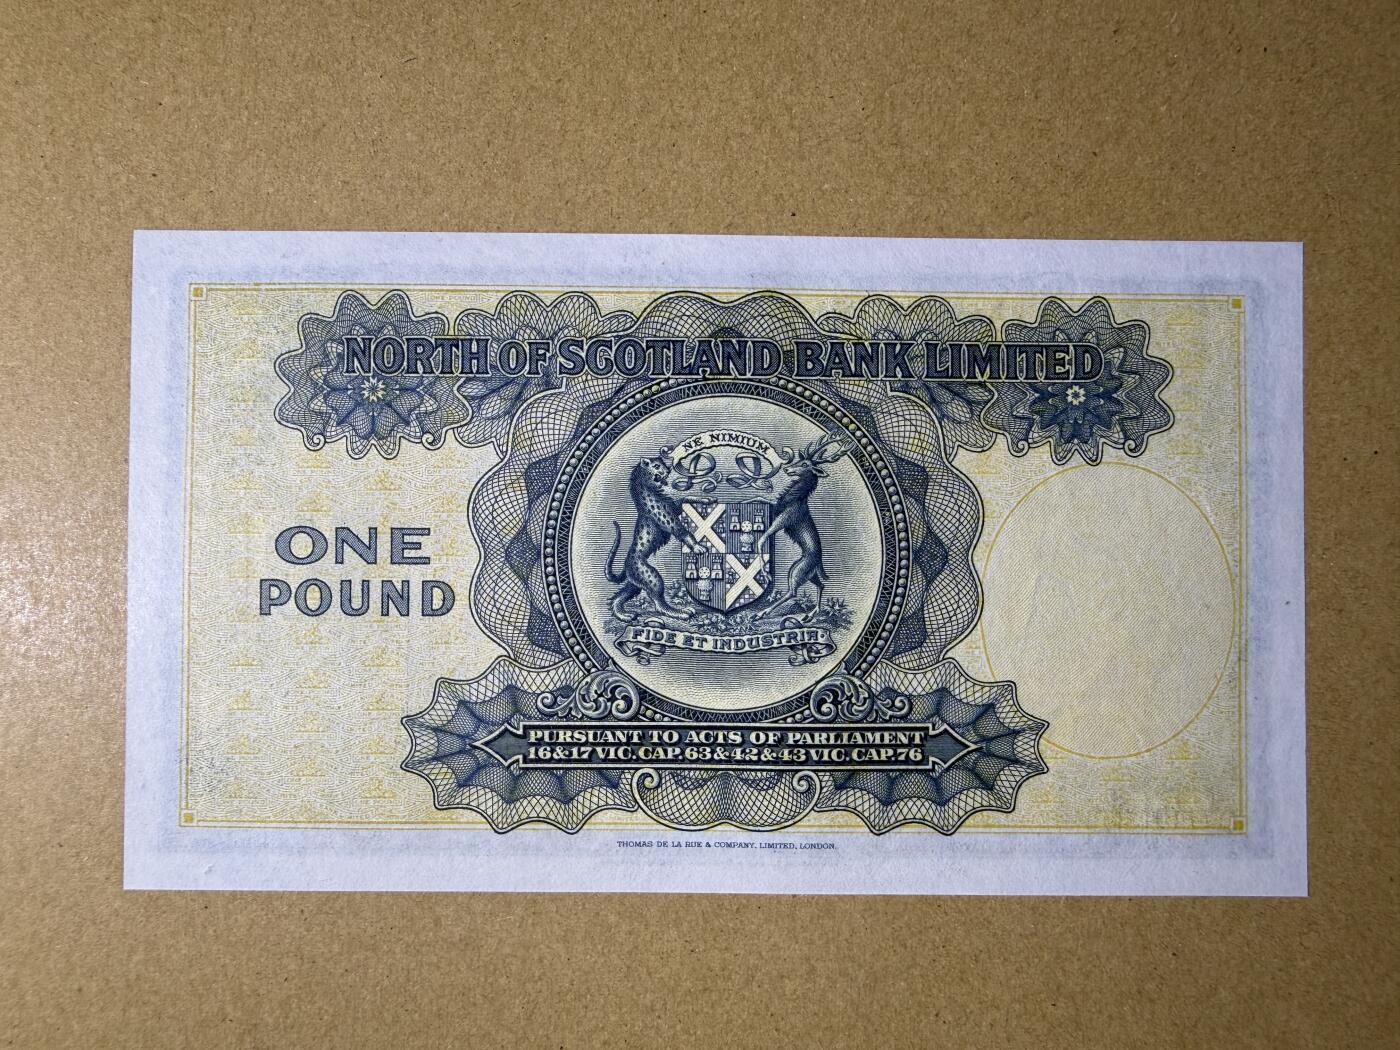 NORTH OF SCOTLAND BANK LIMITED
NE NIMIUM
ONE
POUND
FIDE ET INDUSTRIA
PURSUANT TO ACTS OF PARLIAMENT
16&17 VIC. CAP. 63 & 42 & 43 VIC. CAP. 76
THOMAS DE LA RUE & COMPANY, LIMITED, LONDON.